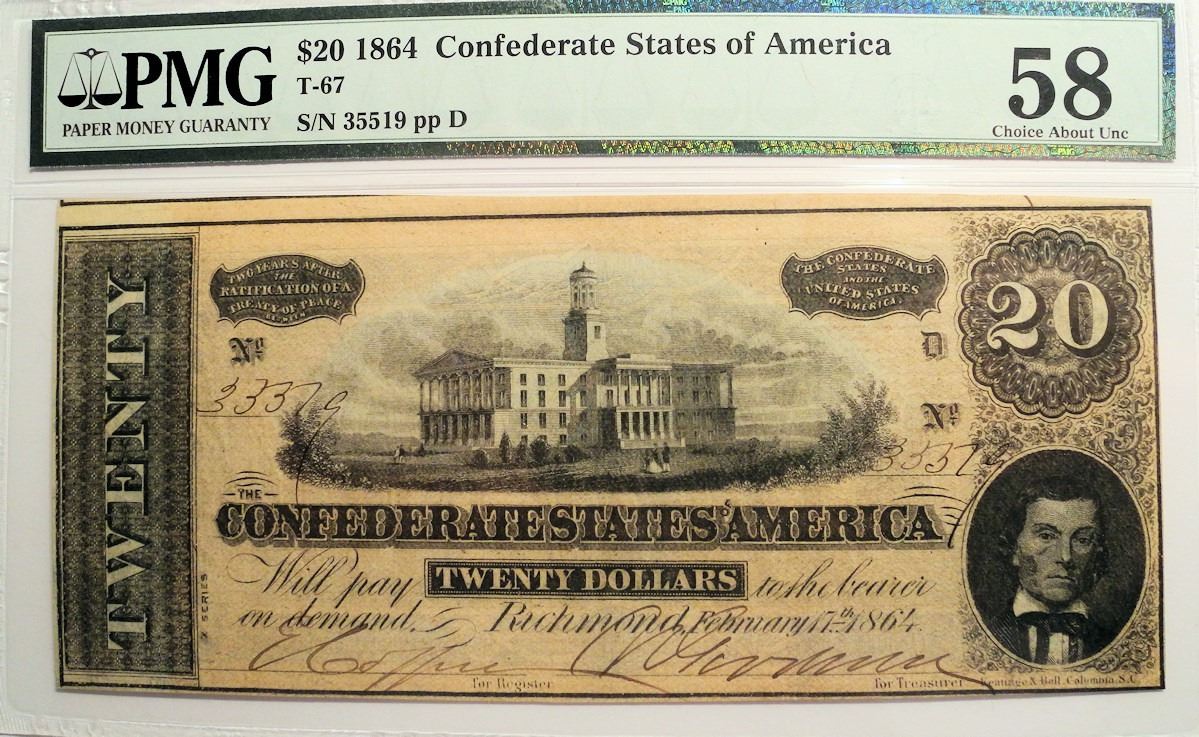 PMG
PAPER MONEY GUARANTY
$20 1864 Confederate States of America
T-67
S/N 35519 pp D
58
Choice About Unc
TWENTY
TWO YEARS AFTER
THE
RATIFICATION OF A
TREATY OF PEACE
BETWEEN
THE CONFEDERATE
STATES
AND THE
UNITED STATES
OF AMERICA.
20
No
D
No
SERIES
THE
CONFEDERATE STATES AMERICA
Will pay TWENTY DOLLARS to the bearer
on demand. Richmond, February 17th 1864.
for Register
for Treasurer
& Ball, Columbia, S.C.